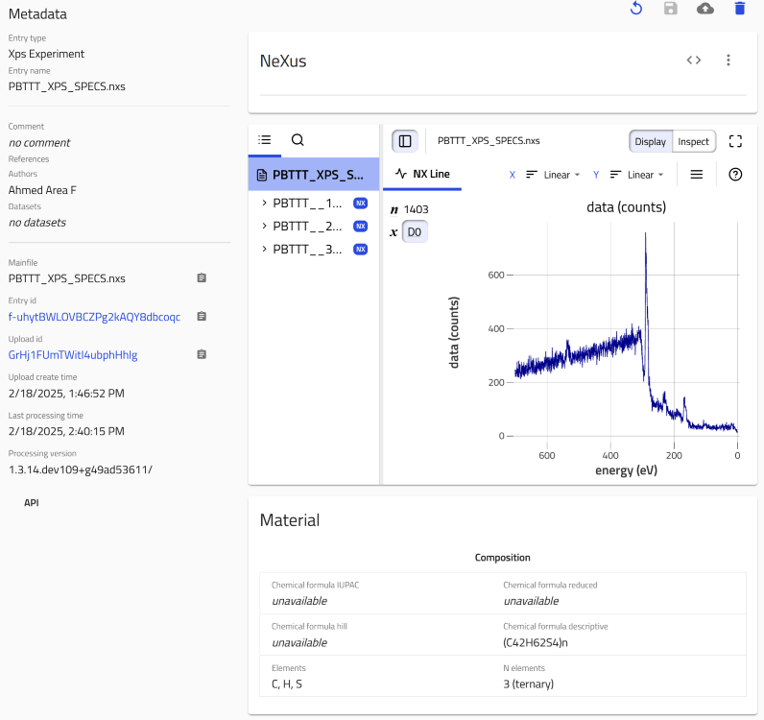 Metadata
Entry type
Xps Experiment
Entry name
PBTTT_XPS_SPECS.nxs
Comment
no comment
References
Authors
Ahmed Area F
Datasets
no datasets
Mainfile
PBTTT_XPS_SPECS.nxs
Entry id
f-uhytBWLOVBCZPg2kAQY8dbcoqc
Upload id
GrHj1FUmTWitl4ubphHhlg
Upload create time
2/18/2025, 1:46:52 PM
Last processing time
2/18/2025, 2:40:15 PM
Processing version
1.3.14.dev109+g49ad53611/
API
NeXus
PBTTT_XPS_S...
PBTTT__1... NX
PBTTT__2... NX
PBTTT__3... NX
PBTTT_XPS_SPECS.nxs
Display Inspect
NX Line
X Linear Y Linear
n 1403
x D0
data (counts)
data (counts)
600
400
200
0
600 400 200 0
energy (eV)
Material
Composition
Chemical formula IUPAC
unavailable
Chemical formula reduced
unavailable
Chemical formula hill
unavailable
Chemical formula descriptive
(C42H62S4)n
Elements
C, H, S
N elements
3 (ternary)